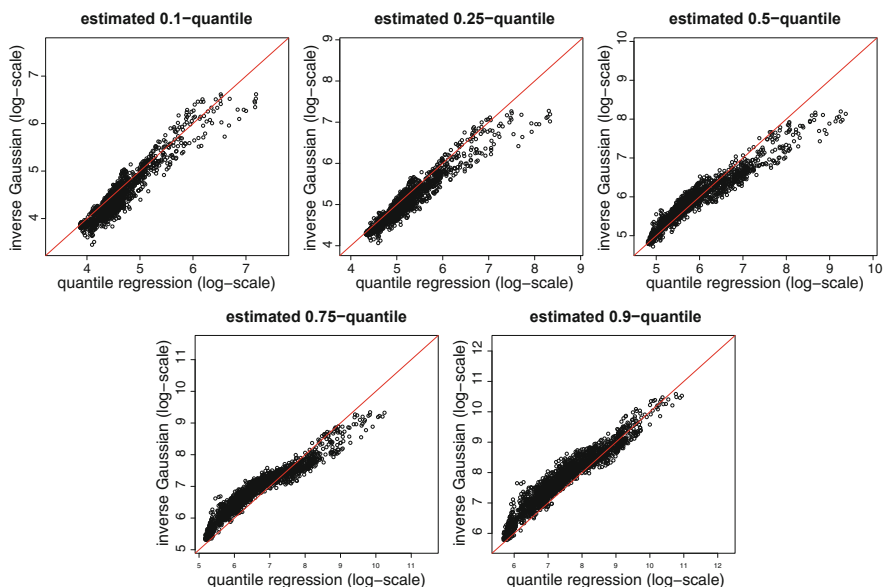 estimated 0.1−quantile
inverse Gaussian (log−scale)
7
6
5
4
4 5 6 7
quantile regression (log−scale)
estimated 0.25−quantile
inverse Gaussian (log−scale)
9
8
7
6
5
4
4 5 6 7 8 9
quantile regression (log−scale)
estimated 0.5−quantile
inverse Gaussian (log−scale)
10
9
8
7
6
5
5 6 7 8 9 10
quantile regression (log−scale)
estimated 0.75−quantile
inverse Gaussian (log−scale)
11
10
9
8
7
6
5
5 6 7 8 9 10 11
quantile regression (log−scale)
estimated 0.9−quantile
inverse Gaussian (log−scale)
12
11
10
9
8
7
6
6 7 8 9 10 11 12
quantile regression (log−scale)